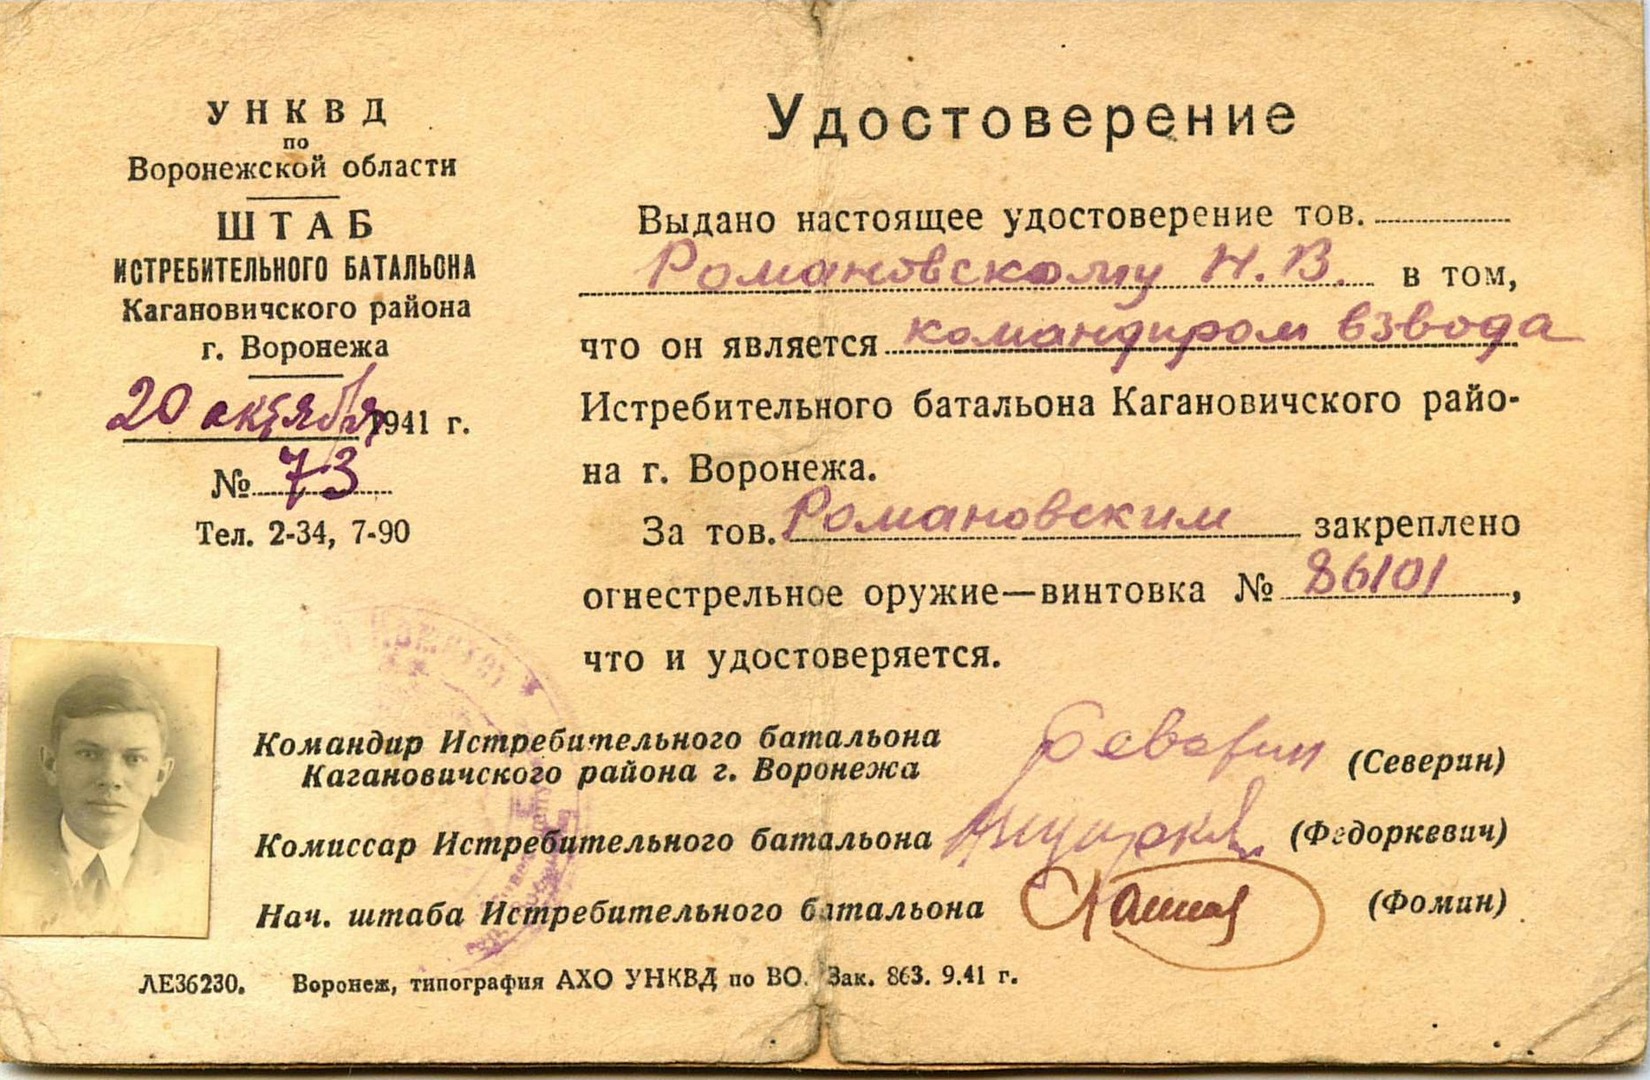 УНКВД
по
Воронежской области
ШТАБ
ИСТРЕБИТЕЛЬНОГО БАТАЛЬОНА
Кагановичского района
г. Воронежа
20 октября 1941 г.
№ 73
Тел. 2-34, 7-90
Удостоверение
Выдано настоящее удостоверение тов.
Романовскому Н.В. в том,
что он является командиром взвода
Истребительного батальона Кагановичского райо-
на г. Воронежа.
За тов. Романовским закреплено
огнестрельное оружие—винтовка № 86101,
что и удостоверяется.
Командир Истребительного батальона
Кагановичского района г. Воронежа
Северин (Северин)
Комиссар Истребительного батальона (Федоркевич)
Нач. штаба Истребительного батальона (Фомин)
ЛЕ36230. Воронеж, типография АХО УНКВД по ВО. Зак. 863. 9.41 г.